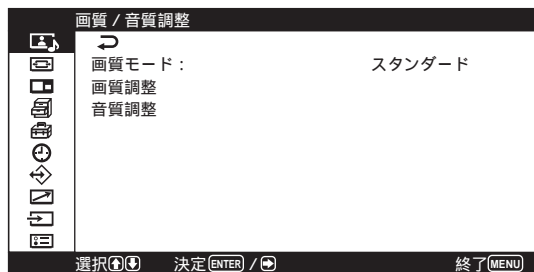 画質 / 音質調整
画質モード： スタンダード
画質調整
音質調整
選択 決定 ENTER / 終了 MENU